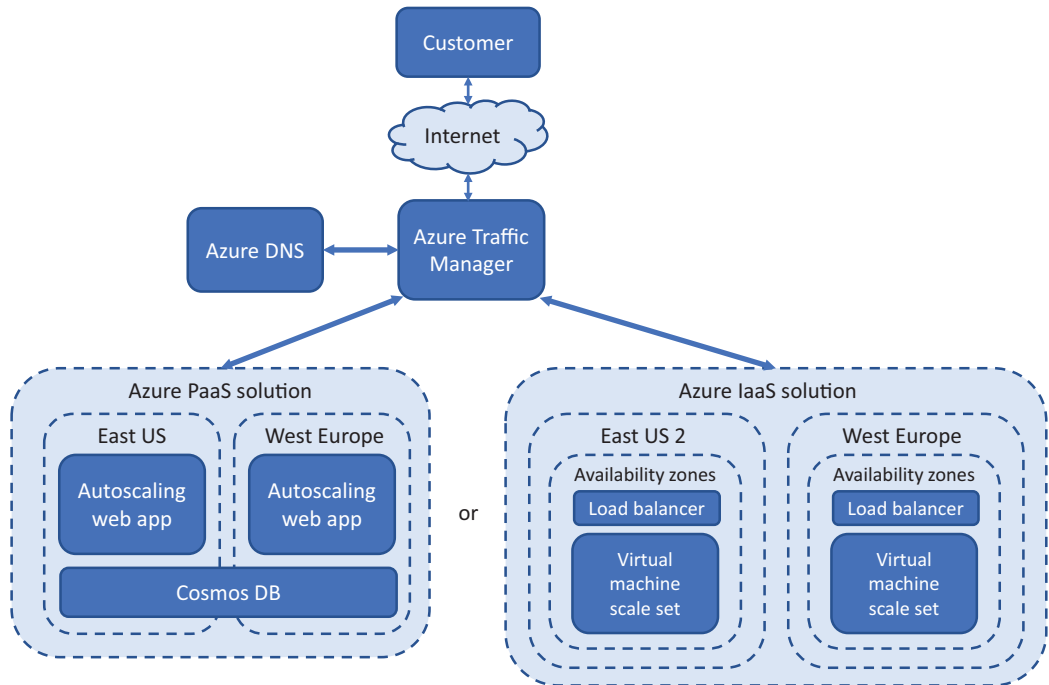 Customer
Internet
Azure DNS
Azure Traffic
Manager
Azure PaaS solution
East US
West Europe
Autoscaling
web app
Autoscaling
web app
Cosmos DB
or
Azure IaaS solution
East US 2
West Europe
Availability zones
Availability zones
Load balancer
Load balancer
Virtual
machine
scale set
Virtual
machine
scale set